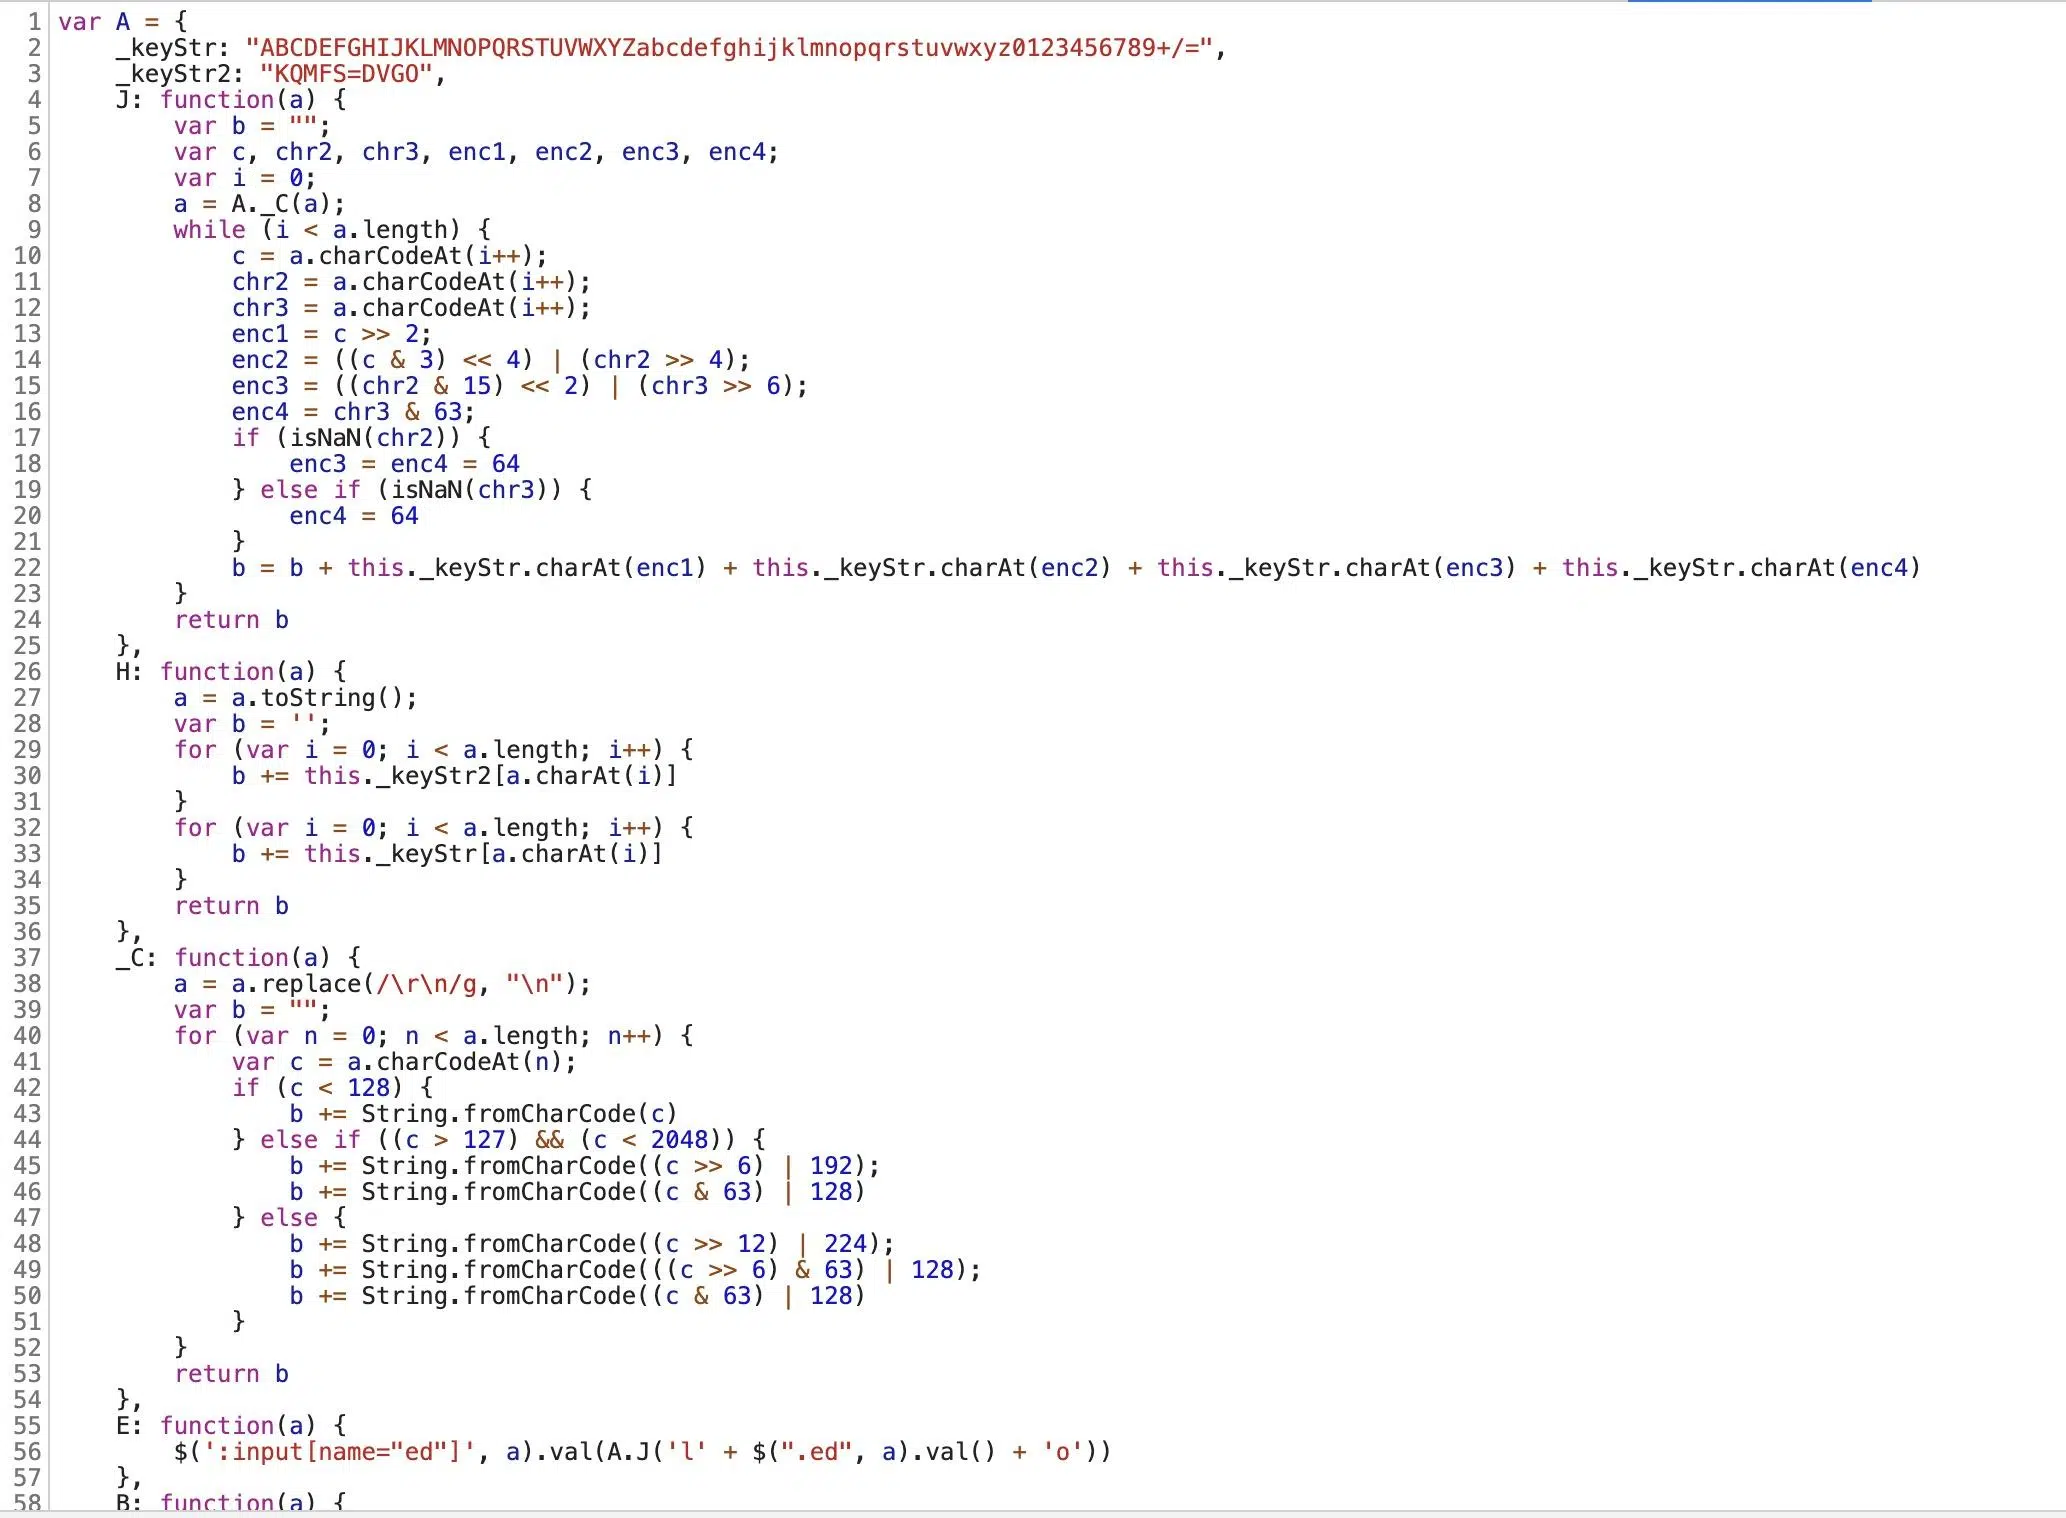 1 var A = {
2     _keyStr: "ABCDEFGHIJKLMNOPQRSTUVWXYZabcdefghijklmnopqrstuvwxyz0123456789+/=",
3     _keyStr2: "KQMFS=DVGO",
4     J: function(a) {
5         var b = "";
6         var c, chr2, chr3, enc1, enc2, enc3, enc4;
7         var i = 0;
8         a = A._C(a);
9         while (i < a.length) {
10             c = a.charCodeAt(i++);
11             chr2 = a.charCodeAt(i++);
12             chr3 = a.charCodeAt(i++);
13             enc1 = c >> 2;
14             enc2 = ((c & 3) << 4) | (chr2 >> 4);
15             enc3 = ((chr2 & 15) << 2) | (chr3 >> 6);
16             enc4 = chr3 & 63;
17             if (isNaN(chr2)) {
18                 enc3 = enc4 = 64
19             } else if (isNaN(chr3)) {
20                 enc4 = 64
21             }
22             b = b + this._keyStr.charAt(enc1) + this._keyStr.charAt(enc2) + this._keyStr.charAt(enc3) + this._keyStr.charAt(enc4)
23         }
24         return b
25     },
26     H: function(a) {
27         a = a.toString();
28         var b = '';
29         for (var i = 0; i < a.length; i++) {
30             b += this._keyStr2[a.charAt(i)]
31         }
32         for (var i = 0; i < a.length; i++) {
33             b += this._keyStr[a.charAt(i)]
34         }
35         return b
36     },
37     _C: function(a) {
38         a = a.replace(/\r\n/g, "\n");
39         var b = "";
40         for (var n = 0; n < a.length; n++) {
41             var c = a.charCodeAt(n);
42             if (c < 128) {
43                 b += String.fromCharCode(c)
44             } else if ((c > 127) && (c < 2048)) {
45                 b += String.fromCharCode((c >> 6) | 192);
46                 b += String.fromCharCode((c & 63) | 128)
47             } else {
48                 b += String.fromCharCode((c >> 12) | 224);
49                 b += String.fromCharCode(((c >> 6) & 63) | 128);
50                 b += String.fromCharCode((c & 63) | 128)
51             }
52         }
53         return b
54     },
55     E: function(a) {
56         $(':input[name="ed"]', a).val(A.J('l' + $(".ed", a).val() + 'o'))
57     },
58     B: function(a) {